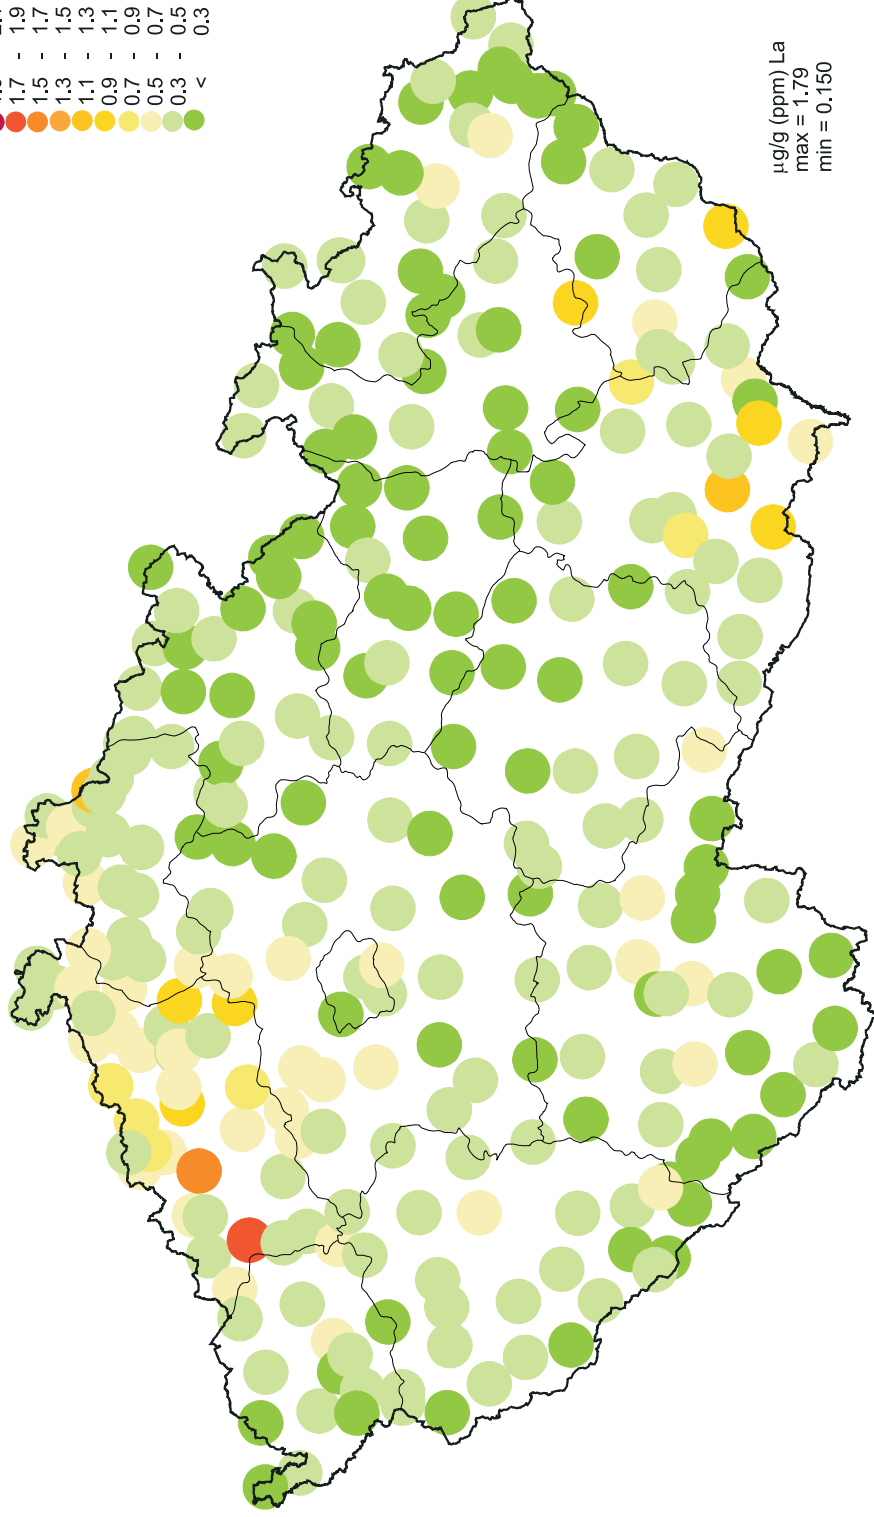 1.7 - 1.9
1.5 - 1.7
1.3 - 1.5
1.1 - 1.3
0.9 - 1.1
0.7 - 0.9
0.5 - 0.7
0.3 - 0.5
< 0.3
µg/g (ppm) La
max = 1.79
min = 0.150